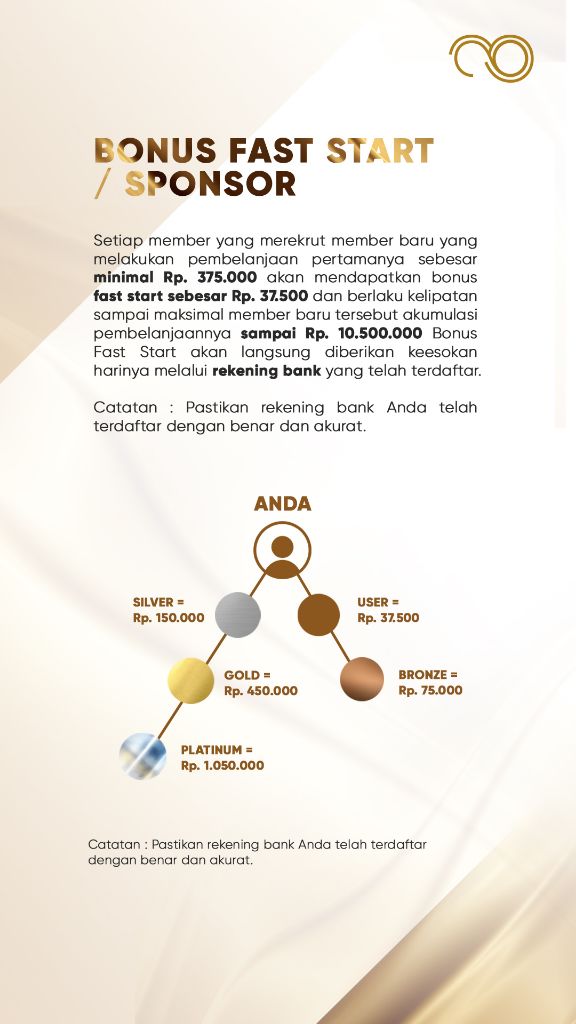 BONUS FAST START
/ SPONSOR
Setiap member yang merekrut member baru yang
melakukan pembelanjaan pertamanya sebesar
minimal Rp. 375.000 akan mendapatkan bonus
fast start sebesar Rp. 37.500 dan berlaku kelipatan
sampai maksimal member baru tersebut akumulasi
pembelanjaannya sampai Rp. 10.500.000 Bonus
Fast Start akan langsung diberikan keesokan
harinya melalui rekening bank yang telah terdaftar.
Catatan : Pastikan rekening bank Anda telah
terdaftar dengan benar dan akurat.
ANDA
SILVER =
Rp. 150.000
USER =
Rp. 37.500
GOLD =
Rp. 450.000
BRONZE =
Rp. 75.000
PLATINUM =
Rp. 1.050.000
Catatan : Pastikan rekening bank Anda telah terdaftar
dengan benar dan akurat.